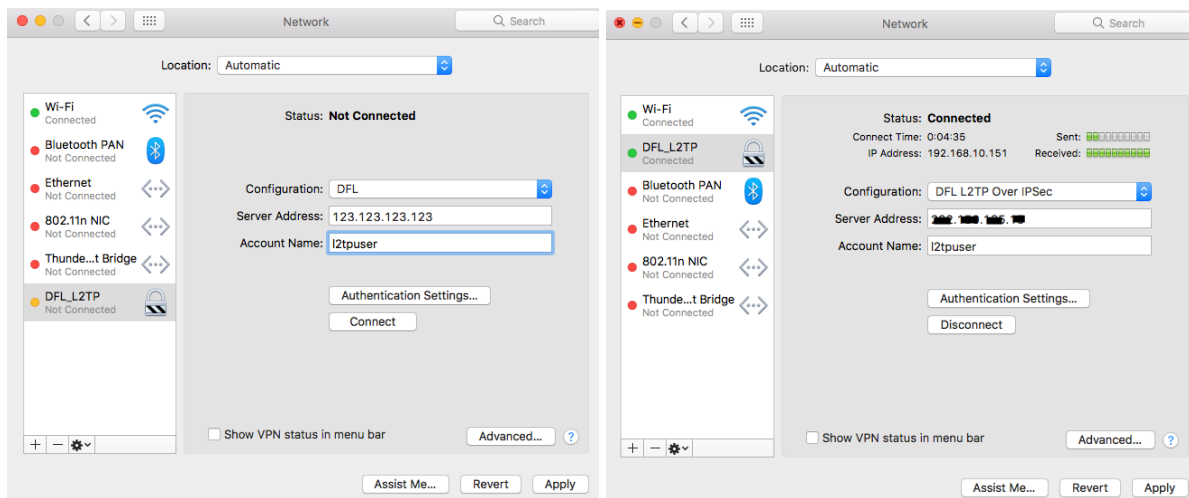 Network
Search
Location: Automatic
Wi-Fi
Connected
Bluetooth PAN
Not Connected
Ethernet
Not Connected
802.11n NIC
Not Connected
Thunde...t Bridge
Not Connected
DFL_L2TP
Not Connected
Status: Not Connected
Configuration: DFL
Server Address: 123.123.123.123
Account Name: l2tpuser
Authentication Settings...
Connect
Show VPN status in menu bar
Advanced... ?
Assist Me... Revert Apply
Network
Search
Location: Automatic
Wi-Fi
Connected
DFL_L2TP
Connected
Bluetooth PAN
Not Connected
Ethernet
Not Connected
802.11n NIC
Not Connected
Thunde...t Bridge
Not Connected
Status: Connected
Connect Time: 0:04:35 Sent:
IP Address: 192.168.10.151 Received:
Configuration: DFL L2TP Over IPSec
Server Address:
Account Name: l2tpuser
Authentication Settings...
Disconnect
Show VPN status in menu bar
Advanced... ?
Assist Me... Revert Apply